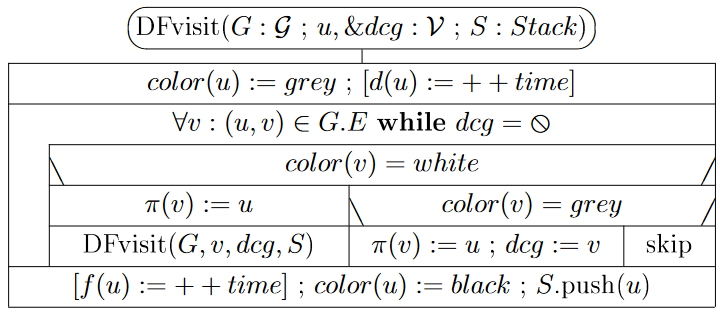 DFvisit(G : 𝒢 ; u, &dcg : 𝒱 ; S : Stack)
color(u) := grey ; [d(u) := + + time]
∀v : (u, v) ∈ G.E while dcg = ⦸
color(v) = white
π(v) := u color(v) = grey
DFvisit(G, v, dcg, S) π(v) := u ; dcg := v skip
[f(u) := + + time] ; color(u) := black ; S.push(u)